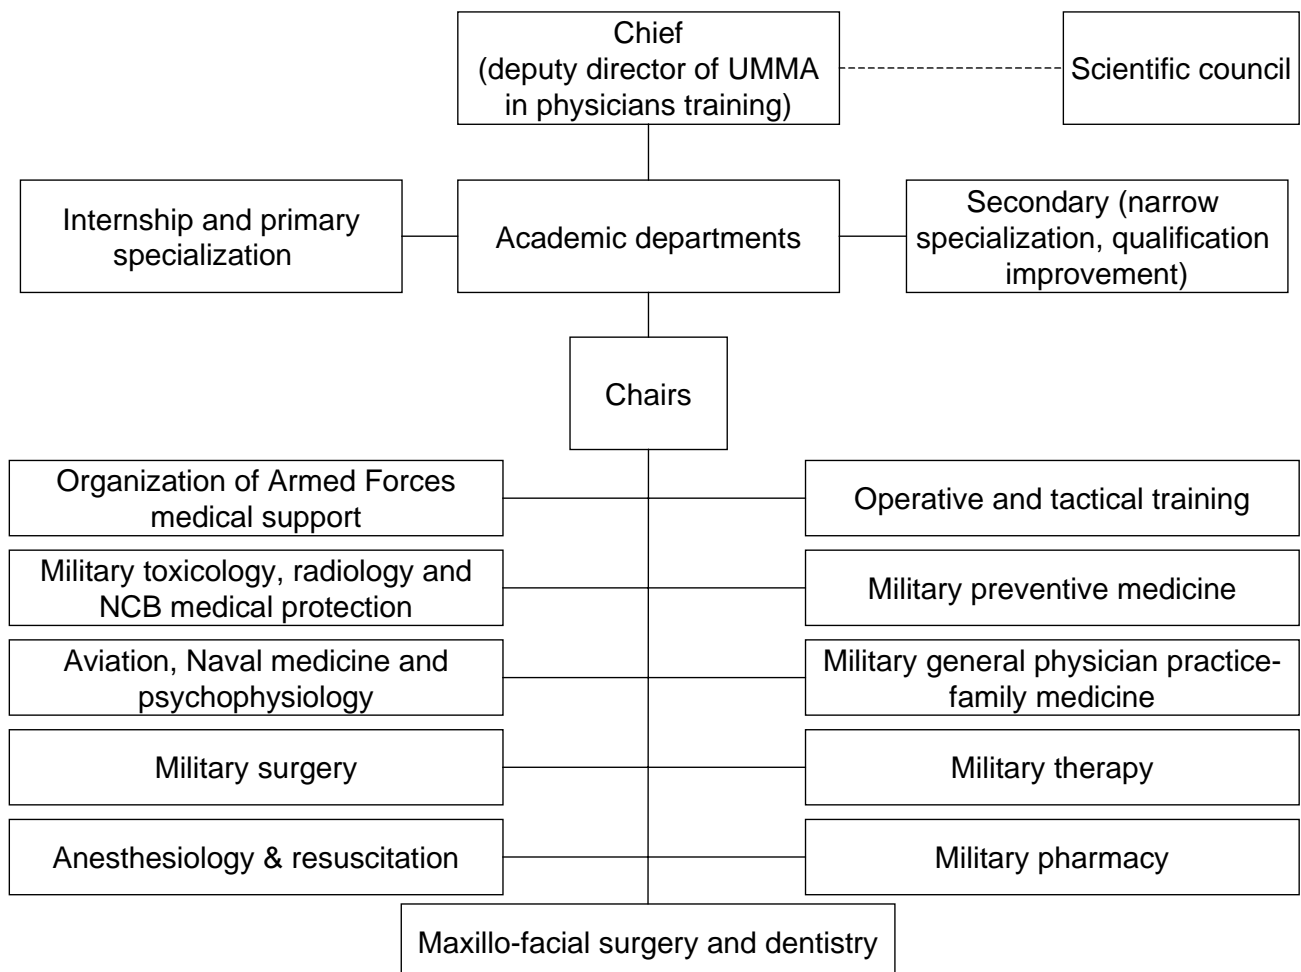 Chief
(deputy director of UMMA
in physicians training)
Scientific council
Internship and primary
specialization
Academic departments
Secondary (narrow
specialization, qualification
improvement)
Chairs
Organization of Armed Forces
medical support
Operative and tactical training
Military toxicology, radiology and
NCB medical protection
Military preventive medicine
Aviation, Naval medicine and
psychophysiology
Military general physician practice-
family medicine
Military surgery
Military therapy
Anesthesiology & resuscitation
Military pharmacy
Maxillo-facial surgery and dentistry